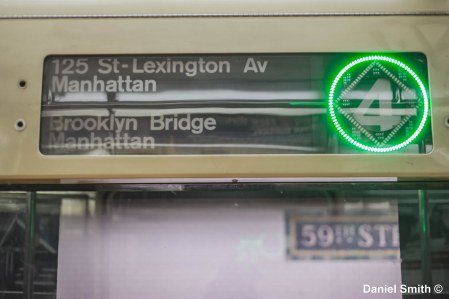 125 St-Lexington Av
Manhattan
Brooklyn Bridge
Manhattan
4
59TH ST
Daniel Smith ©